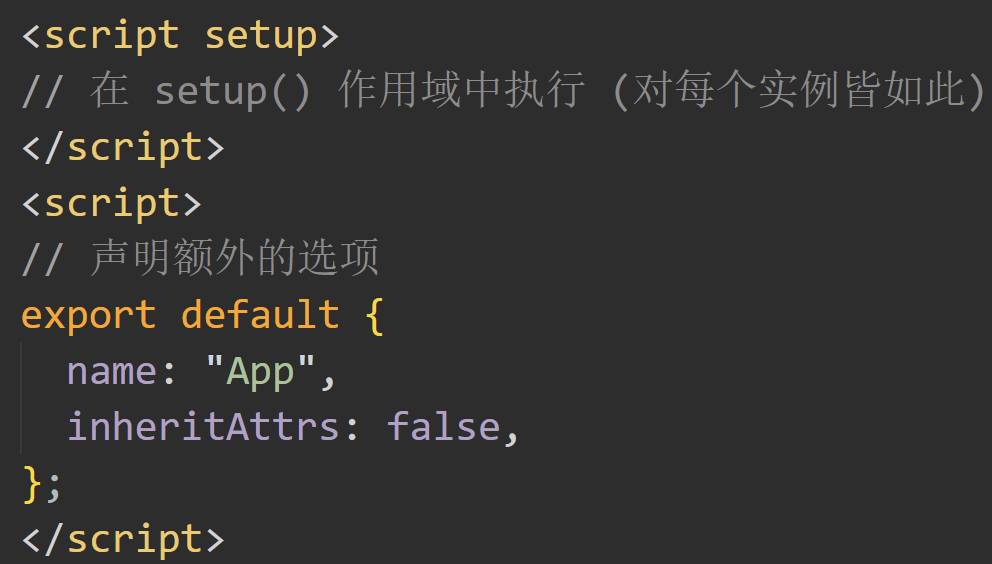 <script setup>
// 在 setup() 作用域中执行 (对每个实例皆如此)
</script>
<script>
// 声明额外的选项
export default {
  name: "App",
  inheritAttrs: false,
};
</script>